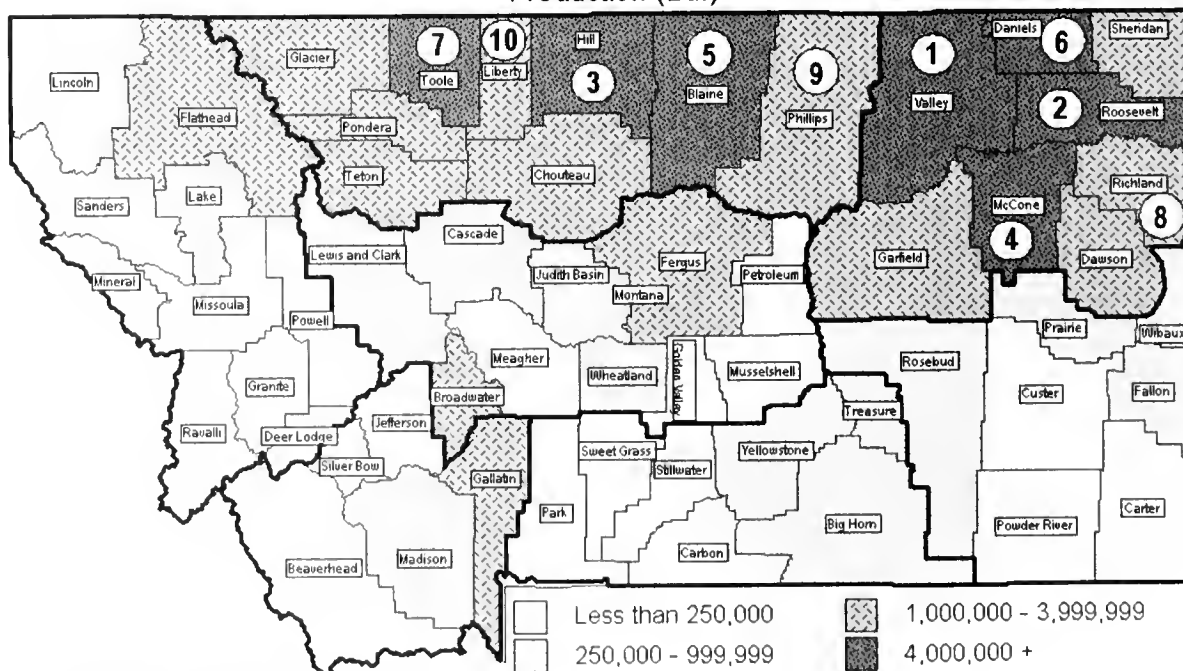 Production (Bu.)
Lincoln
Flathead
Glacier
7
Toole
10
Liberty
Hill
3
5
Blaine
9
Phillips
1
Valley
Daniels
6
Sheridan
2
Roosevelt
Pondera
Teton
Chouteau
Sanders
Lake
Richland
8
McCone
4
Dawson
Garfield
Lewis and Clark
Cascade
Judith Basin
Fergus
Montana
Petroleum
Mineral
Missoula
Powell
Prairie
Wibaux
Meagher
Wheatland
Golden Valley
Musselshell
Rosebud
Granite
Ravalli
Deer Lodge
Jefferson
Broadwater
Treasure
Custer
Fallon
Silver Bow
Gallatin
Sweet Grass
Stillwater
Yellowstone
Park
Big Horn
Powder River
Carter
Beaverhead
Madison
Carbon
Less than 250,000
250,000 - 999,999
1,000,000 - 3,999,999
4,000,000 +